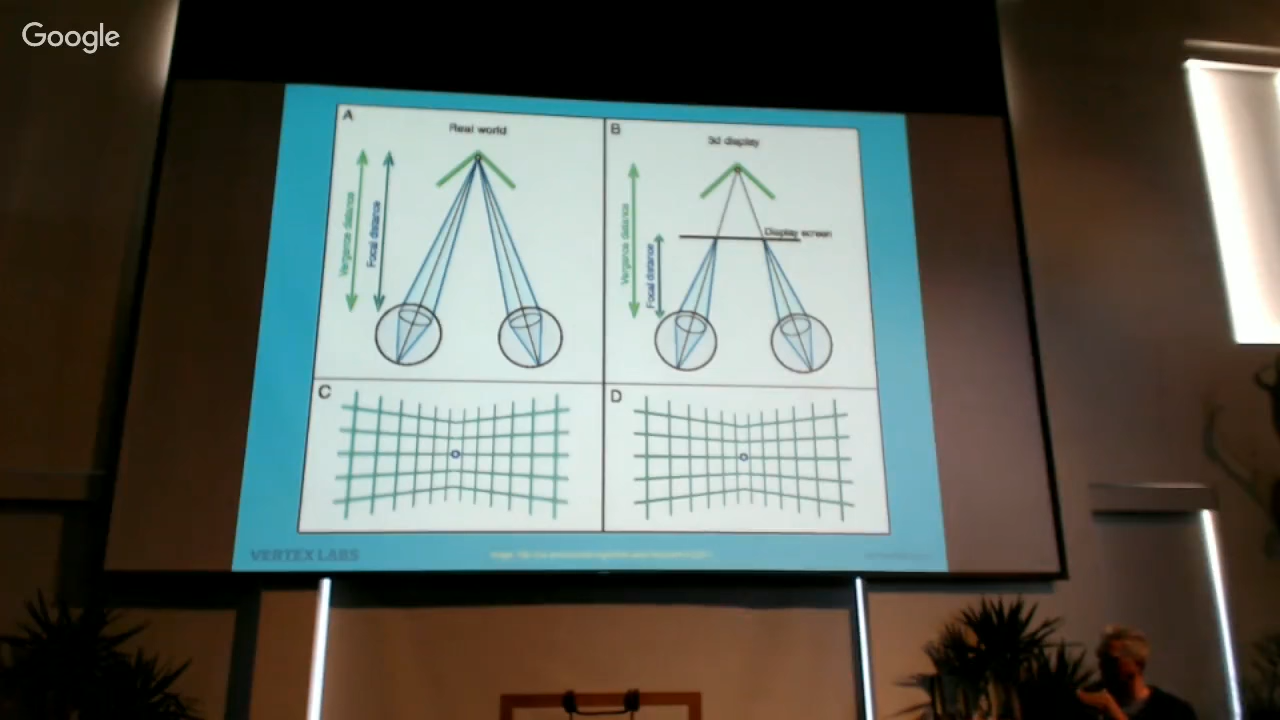 Google
A
Real world
Vergence distance
Focal distance
B
3d display
Vergence distance
Focal distance
Display screen
C
D
VERTEX LABS